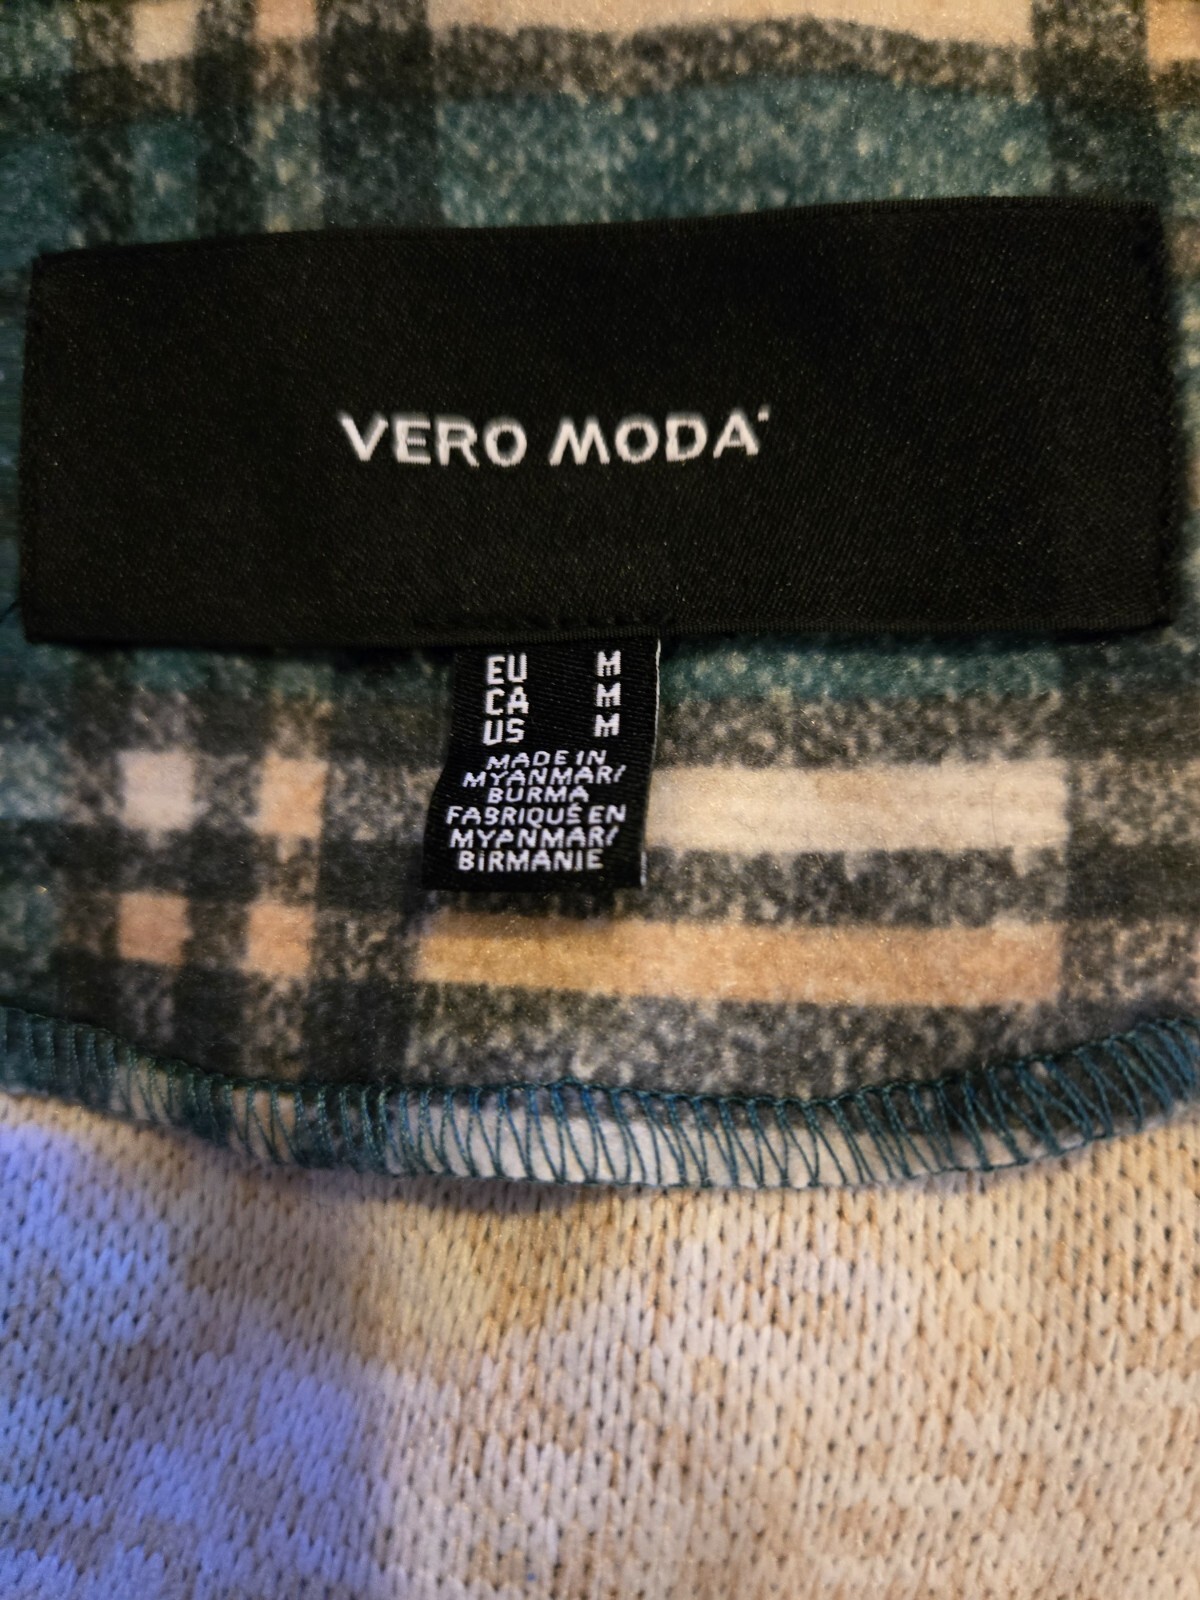 VERO MODA
EU M
CA M
US M
MADE IN
MYANMAR/
BURMA
FABRIQUÉ EN
MYANMAR/
BIRMANIE